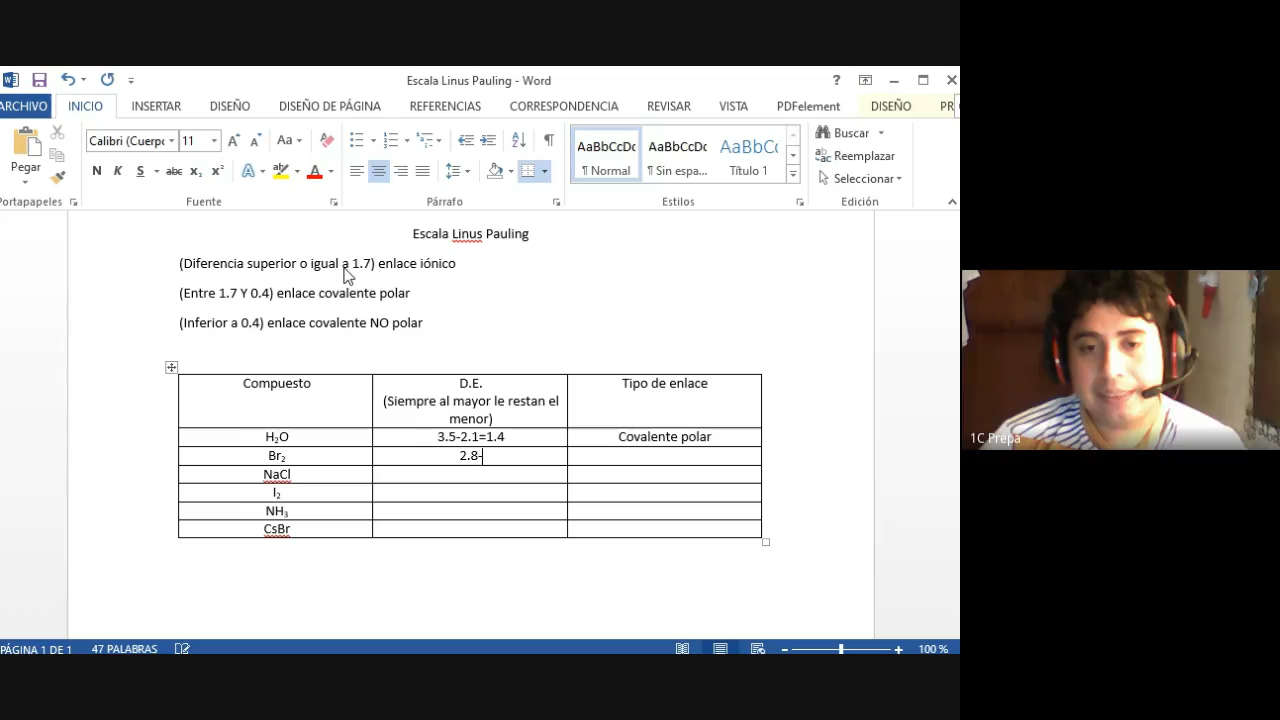 Escala Linus Pauling - Word
ARCHIVO INICIO INSERTAR DISEÑO DISEÑO DE PÁGINA REFERENCIAS CORRESPONDENCIA REVISAR VISTA PDFelement DISEÑO
Calibri (Cuerpo 11
Pegar
N K S abc x₂ x²
AaBbCcDc AaBbCcDc AaBbCc
¶ Normal ¶ Sin espa... Título 1
Buscar
Reemplazar
Seleccionar
Portapapeles Fuente Párrafo Estilos Edición
Escala Linus Pauling
(Diferencia superior o igual a 1.7) enlace iónico
(Entre 1.7 Y 0.4) enlace covalente polar
(Inferior a 0.4) enlace covalente NO polar
Compuesto D.E. Tipo de enlace
(Siempre al mayor le restan el
menor)
H₂O 3.5-2.1=1.4 Covalente polar
Br₂ 2.8-
NaCl
I₂
NH₃
CsBr
PÁGINA 1 DE 1 47 PALABRAS 100 %
1C Prepa